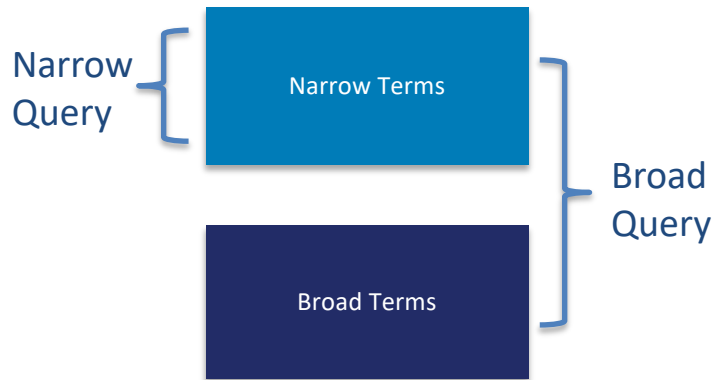 Narrow
Query
Narrow Terms
Broad
Query
Broad Terms